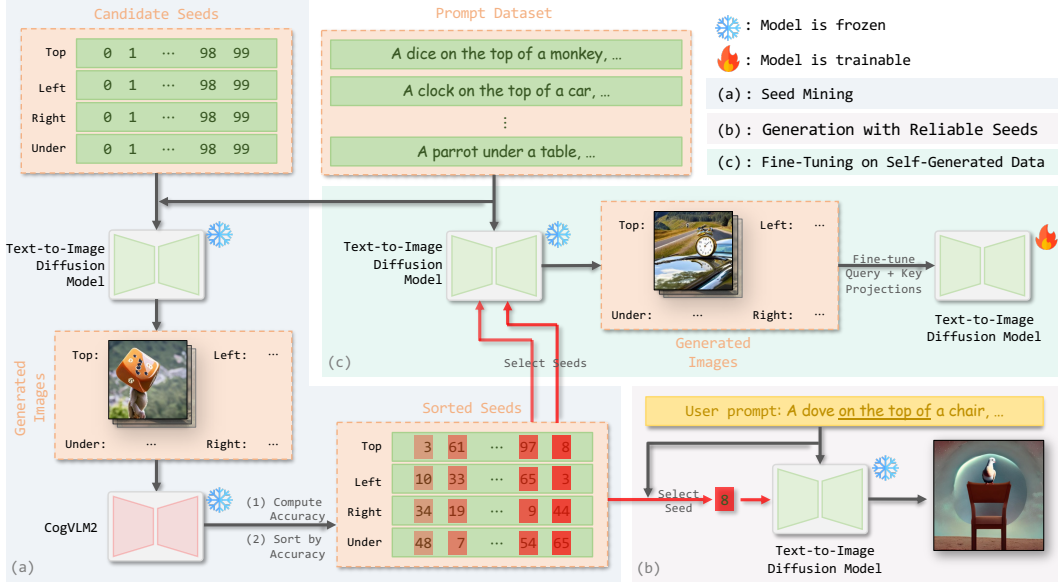 Candidate Seeds
Top 0 1 ... 98 99
Left 0 1 ... 98 99
Right 0 1 ... 98 99
Under 0 1 ... 98 99
Prompt Dataset
A dice on the top of a monkey, ...
A clock on the top of a car, ...
⋮
A parrot under a table, ...
: Model is frozen
: Model is trainable
(a): Seed Mining
(b): Generation with Reliable Seeds
(c): Fine-Tuning on Self-Generated Data
Text-to-Image
Diffusion
Model
Generated
Images
Top: Left: ...
Under: ... Right: ...
CogVLM2
(1) Compute
Accuracy
(2) Sort by
Accuracy
(a)
Sorted Seeds
Top 3 61 ... 97 8
Left 10 33 ... 65 3
Right 34 19 ... 9 44
Under 48 7 ... 54 65
Text-to-Image
Diffusion
Model
Select Seeds
(c)
Top: Left: ...
Under: ... Right: ...
Generated
Images
Fine-tune
Query + Key
Projections
Text-to-Image
Diffusion Model
User prompt: A dove on the top of a chair, ...
Select
Seed
8
Text-to-Image
Diffusion Model
(b)